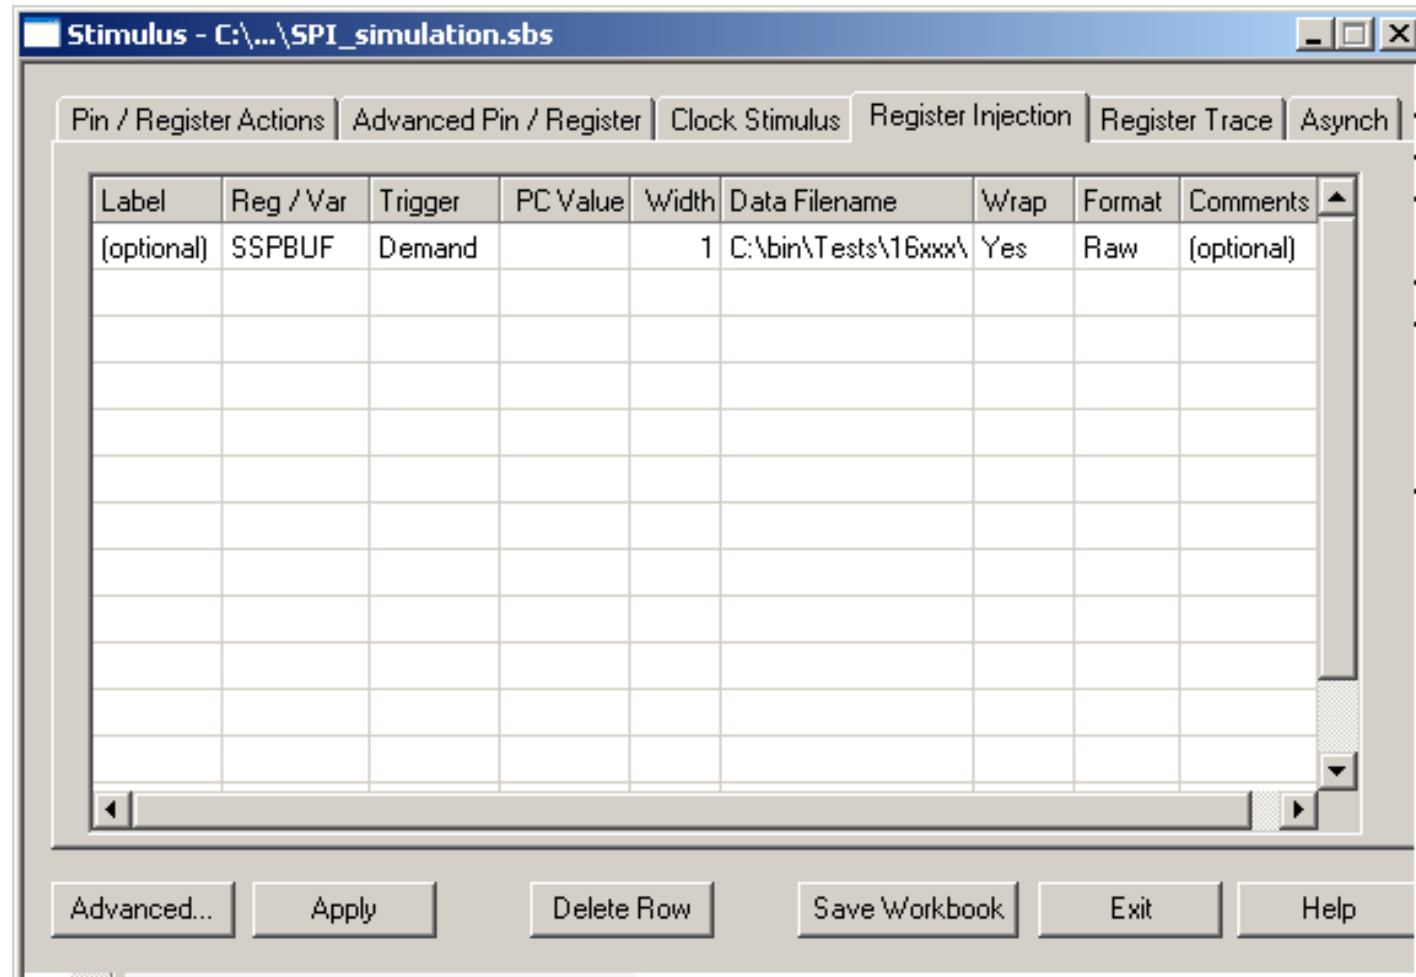 Stimulus - C:\...\SPI_simulation.sbs
Pin / Register Actions Advanced Pin / Register Clock Stimulus Register Injection Register Trace Asynch
Label Reg / Var Trigger PC Value Width Data Filename Wrap Format Comments
(optional) SSPBUF Demand 1 C:\bin\Tests\16xxx\ Yes Raw (optional)
Advanced... Apply Delete Row Save Workbook Exit Help